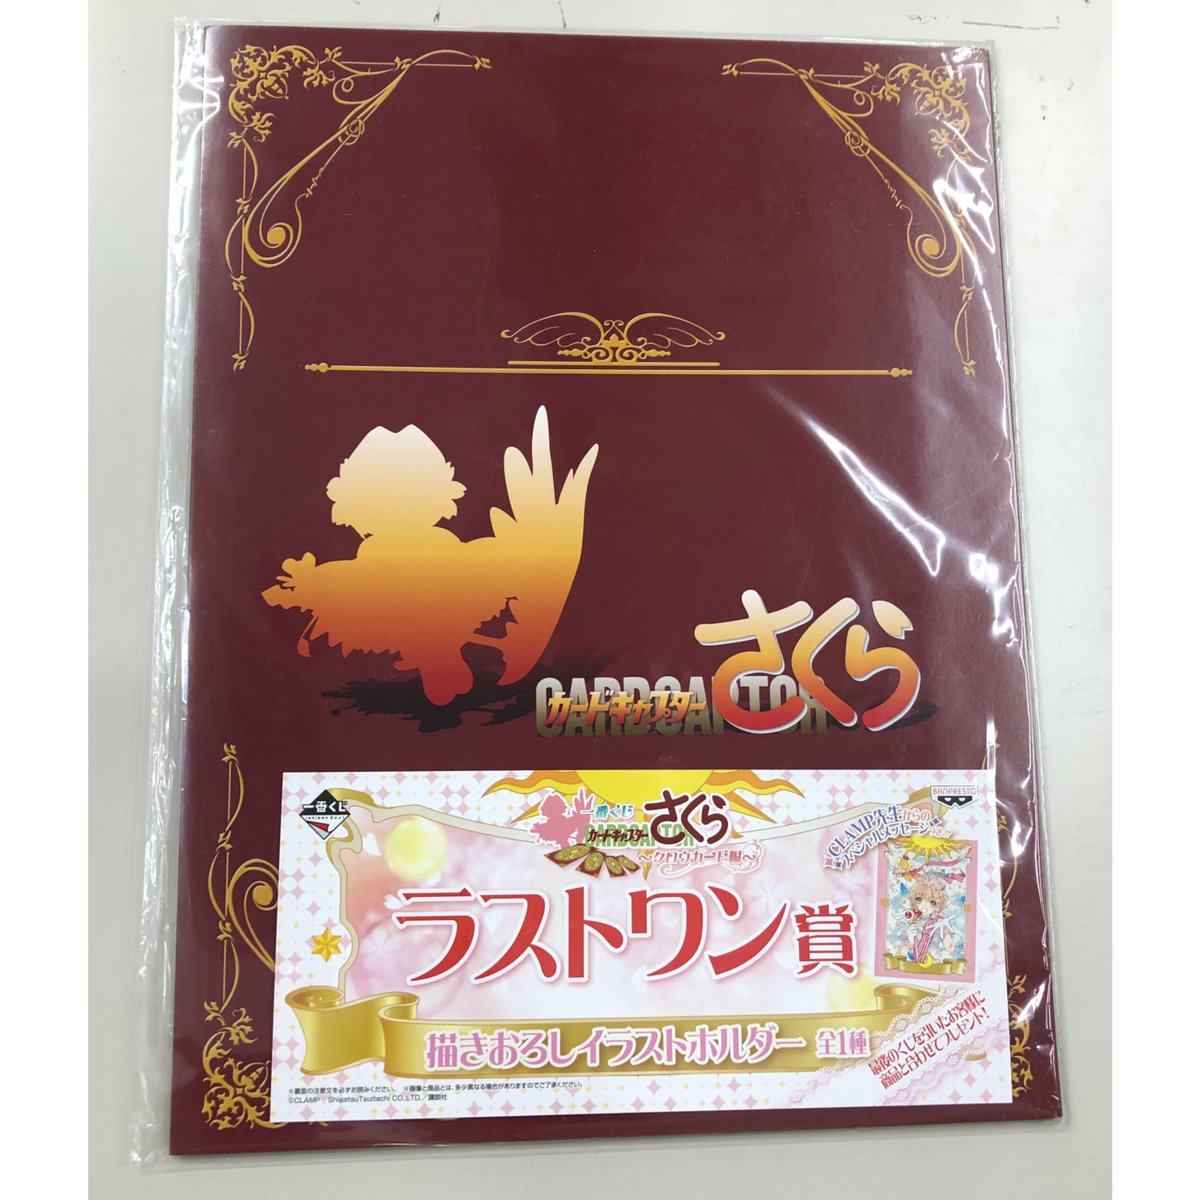 さくら
CARDCAPTOR
カードキャプター
一番くじ
ichiban KUJI
一番くじ
さくら
カードキャプター
CARDCAPTOR
～クロウカード編～
BANPRESTO
CLAMP先生からの
スペシャルメッセージつき!!
ラストワン賞
描きおろしイラストホルダー 全1種
最後のくじを引いたお客様に
商品と合わせてプレゼント!
※裏面の注意文を必ずお読みください。 ※画像と商品とは、多少異なる場合がありますのでご了承ください。
©CLAMP・ShigatsuTsuitachi CO.,LTD./講談社